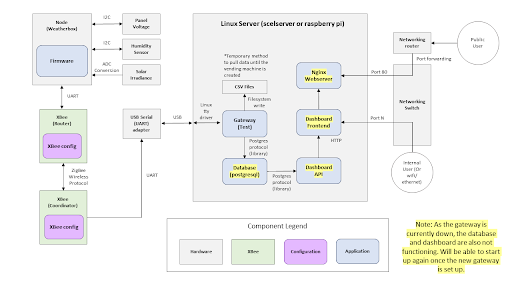 Node
(Weatherbox)
Firmware
I2C
Panel
Voltage
I2C
Humidity
Sensor
ADC
Conversion
Solar
Irradiance
UART
XBee
(Router)
XBee config
ZigBee
Wireless
Protocol
XBee
(Coordinator)
XBee config
UART
USB Serial
(UART)
adapter
USB
Linux Server (scelserver or raspberry pi)
Linux
tty
driver
*Temporary method
to pull data until the
vending machine is
created
CSV Files
Filesystem
write
Gateway
(Test)
Postgres
protocol
(library)
Database
(postgresql)
Postgres
protocol
(library)
Nginx
Webserver
Dashboard
Frontend
HTTP
Dashboard
API
Networking
router
Public
User
Port forwarding
Port 80
Port N
Networking
Switch
Internal
User (Or
wifi/
ethernet)
Component Legend
Hardware
XBee
Configuration
Application
Note: As the gateway is
currently down, the database
and dashboard are also not
functioning. Will be able to start
up again once the new gateway
is set up.